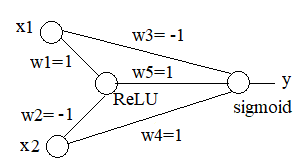 x1
w3= -1
w1=1
w5=1
y
ReLU
sigmoid
w2= -1
w4=1
x2